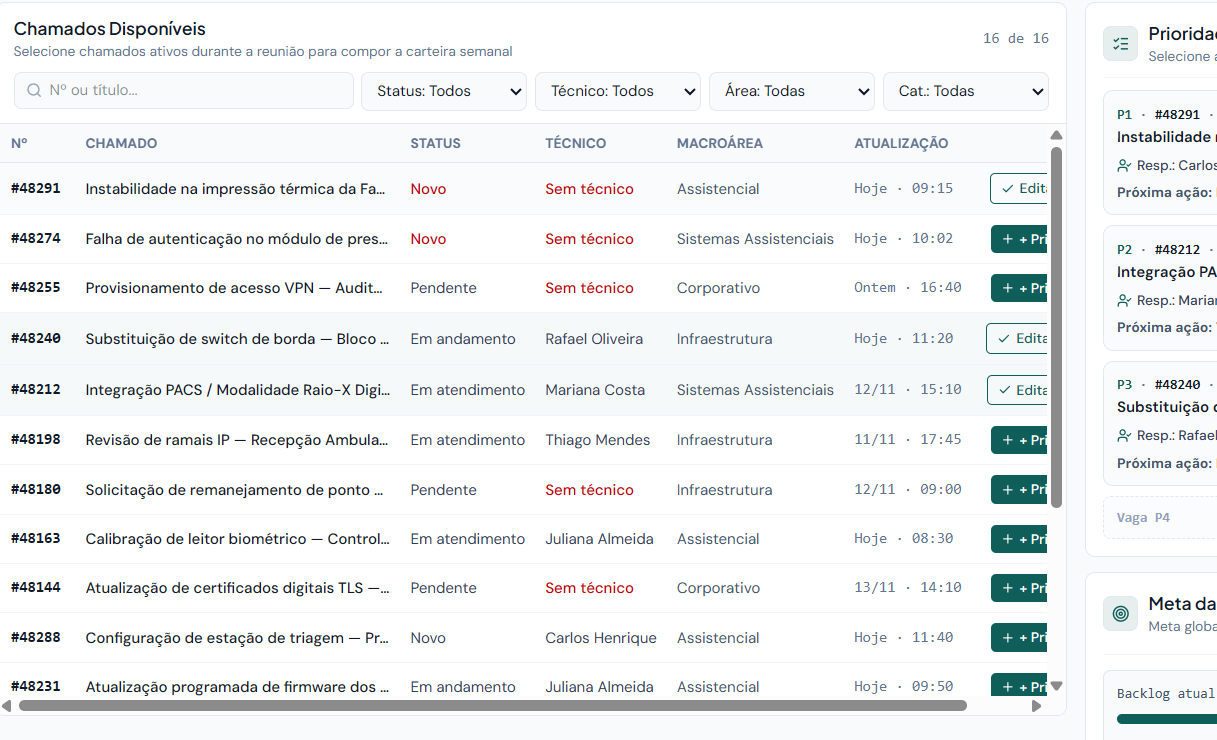 Chamados Disponíveis
Selecione chamados ativos durante a reunião para compor a carteira semanal
16 de 16
Nº ou título...
Status: Todos
Técnico: Todos
Área: Todas
Cat.: Todas
Nº CHAMADO STATUS TÉCNICO MACROÁREA ATUALIZAÇÃO
#48291 Instabilidade na impressão térmica da Fa... Novo Sem técnico Assistencial Hoje · 09:15 Edita
#48274 Falha de autenticação no módulo de pres... Novo Sem técnico Sistemas Assistenciais Hoje · 10:02 + + Pri
#48255 Provisionamento de acesso VPN — Audit... Pendente Sem técnico Corporativo Ontem · 16:40 + + Pri
#48240 Substituição de switch de borda — Bloco ... Em andamento Rafael Oliveira Infraestrutura Hoje · 11:20 Edita
#48212 Integração PACS / Modalidade Raio-X Digi... Em atendimento Mariana Costa Sistemas Assistenciais 12/11 · 15:10 Edita
#48198 Revisão de ramais IP — Recepção Ambula... Em atendimento Thiago Mendes Infraestrutura 11/11 · 17:45 + + Pri
#48180 Solicitação de remanejamento de ponto ... Pendente Sem técnico Infraestrutura 12/11 · 09:00 + + Pri
#48163 Calibração de leitor biométrico — Control... Em atendimento Juliana Almeida Assistencial Hoje · 08:30 + + Pri
#48144 Atualização de certificados digitais TLS —... Pendente Sem técnico Corporativo 13/11 · 14:10 + + Pri
#48288 Configuração de estação de triagem — Pr... Novo Carlos Henrique Assistencial Hoje · 11:40 + + Pri
#48231 Atualização programada de firmware dos ... Em andamento Juliana Almeida Assistencial Hoje · 09:50 + + Pri
Priorida
Selecione a
P1 · #48291 ·
Instabilidade
Resp.: Carlos
Próxima ação:
P2 · #48212 ·
Integração PA
Resp.: Marian
Próxima ação:
P3 · #48240 ·
Substituição
Resp.: Rafael
Próxima ação:
Vaga P4
Meta da
Meta globa
Backlog atual